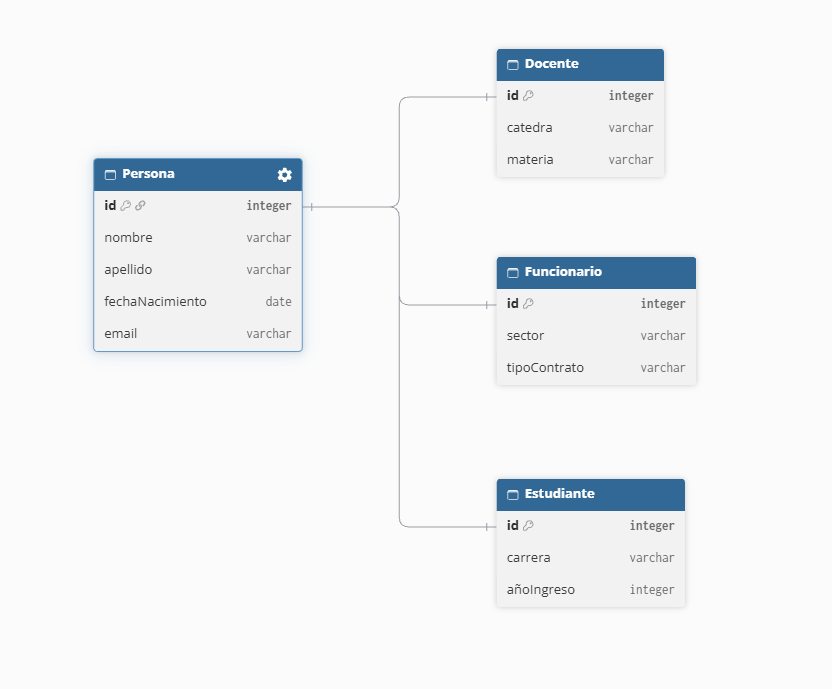 Persona
id integer
nombre varchar
apellido varchar
fechaNacimiento date
email varchar
Docente
id integer
catedra varchar
materia varchar
Funcionario
id integer
sector varchar
tipoContrato varchar
Estudiante
id integer
carrera varchar
añoIngreso integer